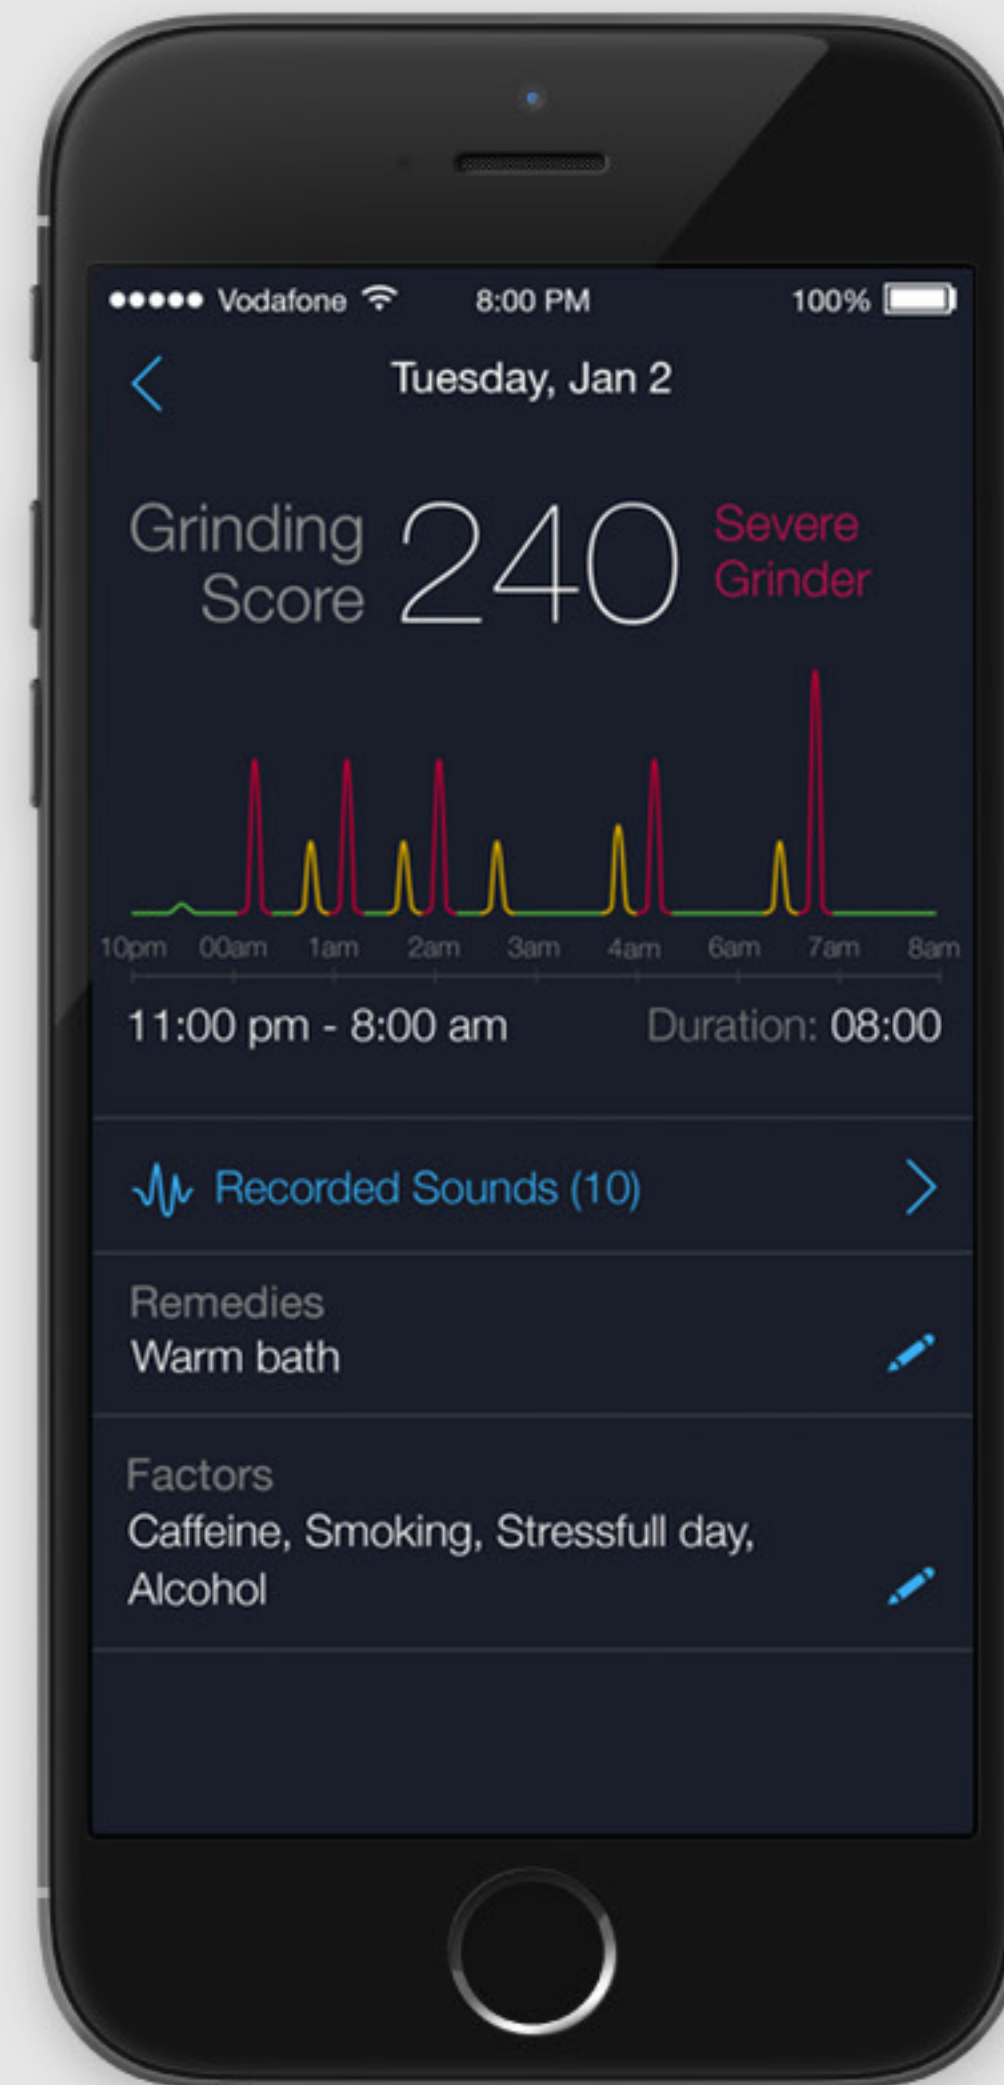 Vodafone 8:00 PM 100%
Tuesday, Jan 2
Grinding Score 240 Severe Grinder
10pm 00am 1am 2am 3am 4am 6am 7am 8am
11:00 pm - 8:00 am Duration: 08:00
Recorded Sounds (10)
Remedies
Warm bath
Factors
Caffeine, Smoking, Stressfull day,
Alcohol